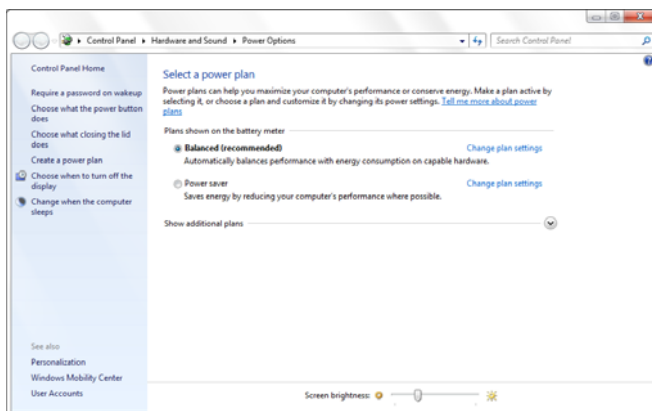 Control Panel Hardware and Sound Power Options
Search Control Panel
Control Panel Home
Require a password on wakeup
Choose what the power button
does
Choose what closing the lid
does
Create a power plan
Choose when to turn off the
display
Change when the computer
sleeps
See also
Personalization
Windows Mobility Center
User Accounts
Select a power plan
Power plans can help you maximize your computer's performance or conserve energy. Make a plan active by
selecting it, or choose a plan and customize it by changing its power settings. Tell me more about power
plans
Plans shown on the battery meter
Balanced (recommended) Change plan settings
Automatically balances performance with energy consumption on capable hardware.
Power saver Change plan settings
Saves energy by reducing your computer's performance where possible.
Show additional plans
Screen brightness: